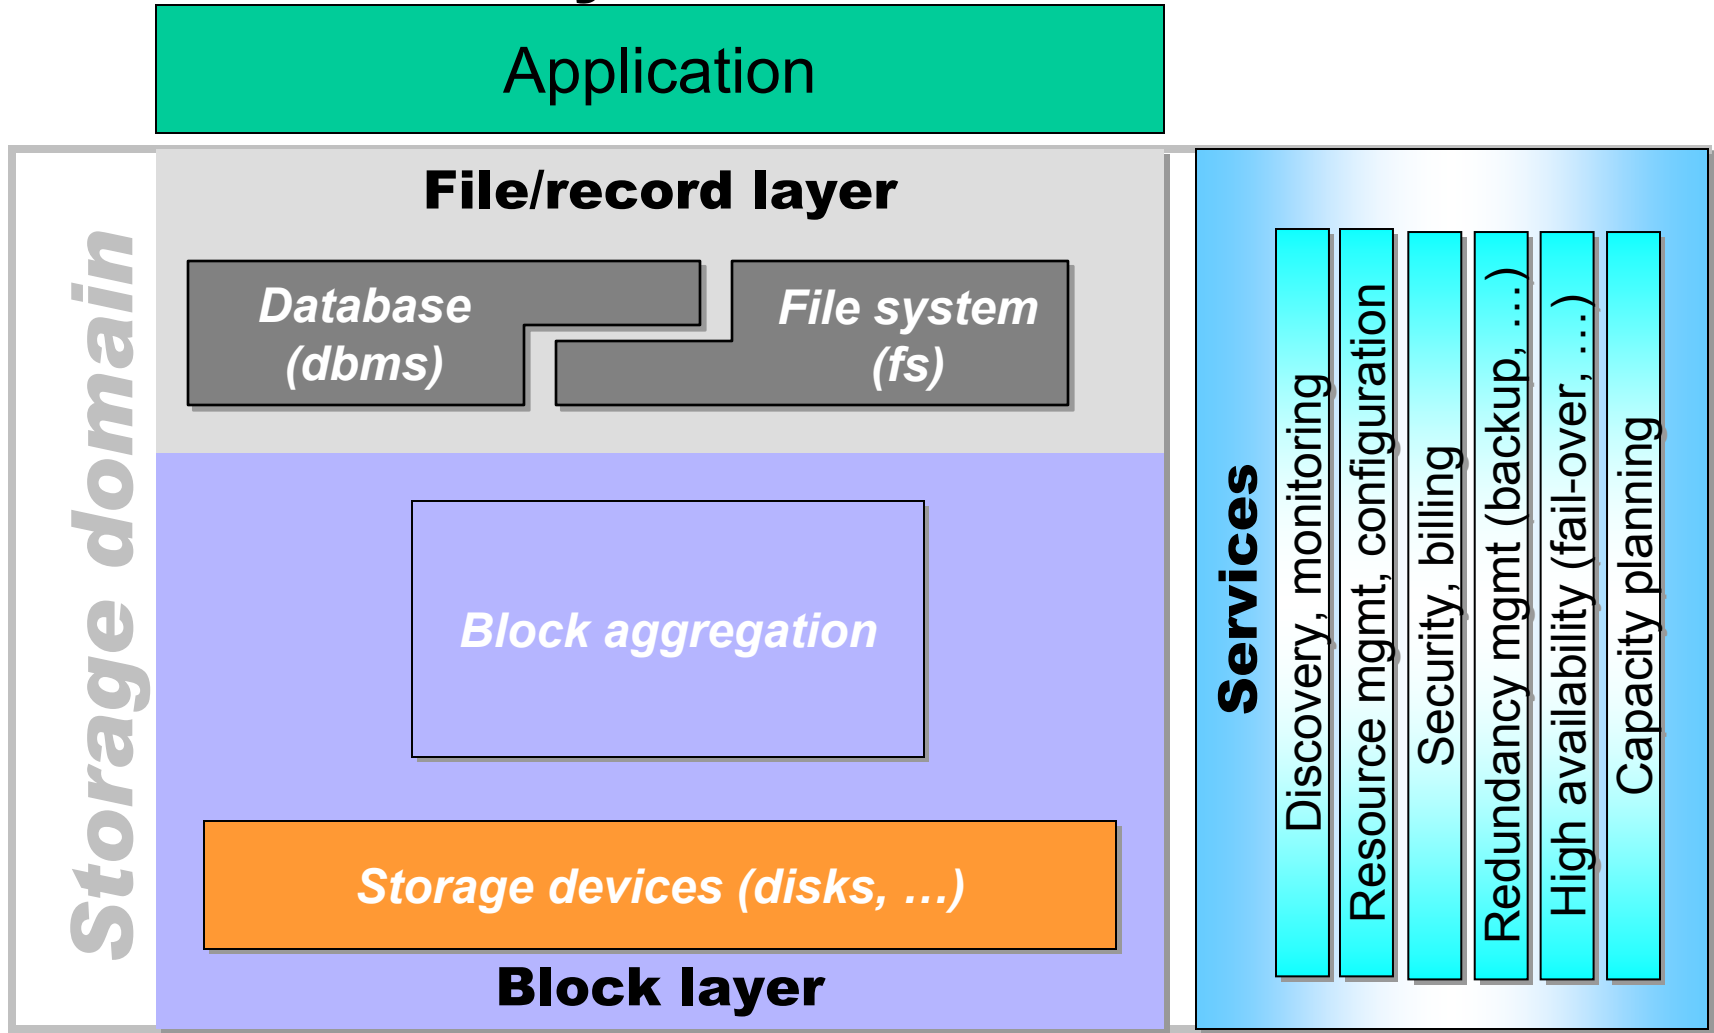 Application
File/record layer
Database
(dbms)
File system
(fs)
Storage domain
Block aggregation
Storage devices (disks, …)
Block layer
Services
Discovery, monitoring
Resource mgmt, configuration
Security, billing
Redundancy mgmt (backup, …)
High availability (fail-over, …)
Capacity planning